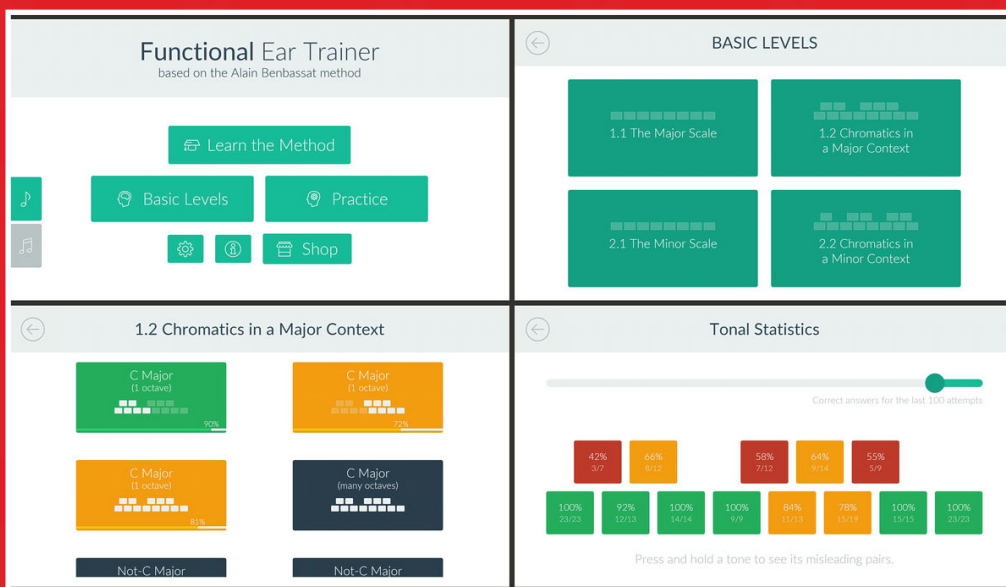 Functional Ear Trainer
based on the Alain Benbassat method
Learn the Method
Basic Levels
Practice
Shop
BASIC LEVELS
1.1 The Major Scale
1.2 Chromatics in
a Major Context
2.1 The Minor Scale
2.2 Chromatics in
a Minor Context
1.2 Chromatics in a Major Context
C Major
(1 octave)
90%
C Major
(1 octave)
72%
C Major
(1 octave)
81%
C Major
(many octaves)
Not-C Major
Not-C Major
Tonal Statistics
Correct answers for the last 100 attempts
42%
3/7
66%
8/12
58%
7/12
64%
9/14
55%
5/9
100%
23/23
92%
12/13
100%
14/14
100%
9/9
84%
11/13
78%
15/19
100%
15/15
100%
23/23
Press and hold a tone to see its misleading pairs.